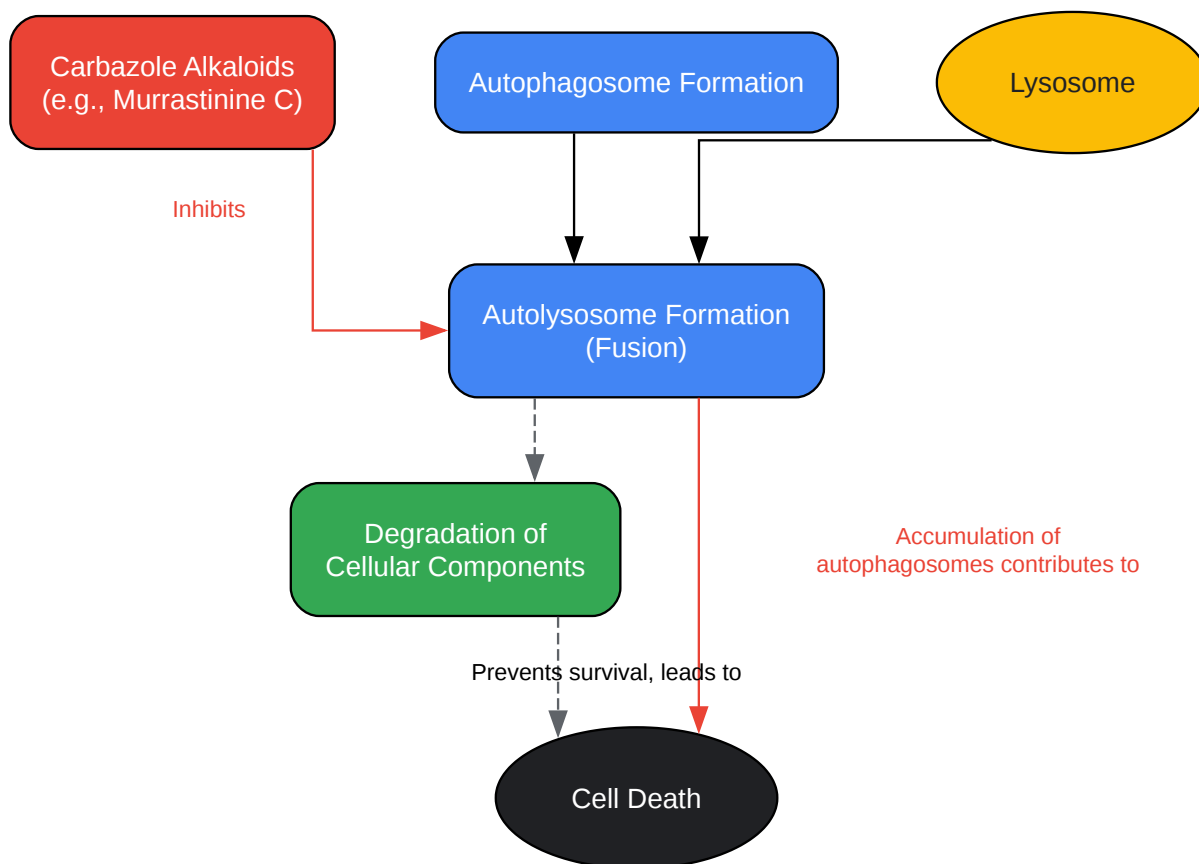 Carbazole Alkaloids
(e.g., Murrastinine C)
Autophagosome Formation
Lysosome
Inhibits
Autolysosome Formation
(Fusion)
Degradation of
Cellular Components
Accumulation of
autophagosomes contributes to
Prevents survival, leads to
Cell Death